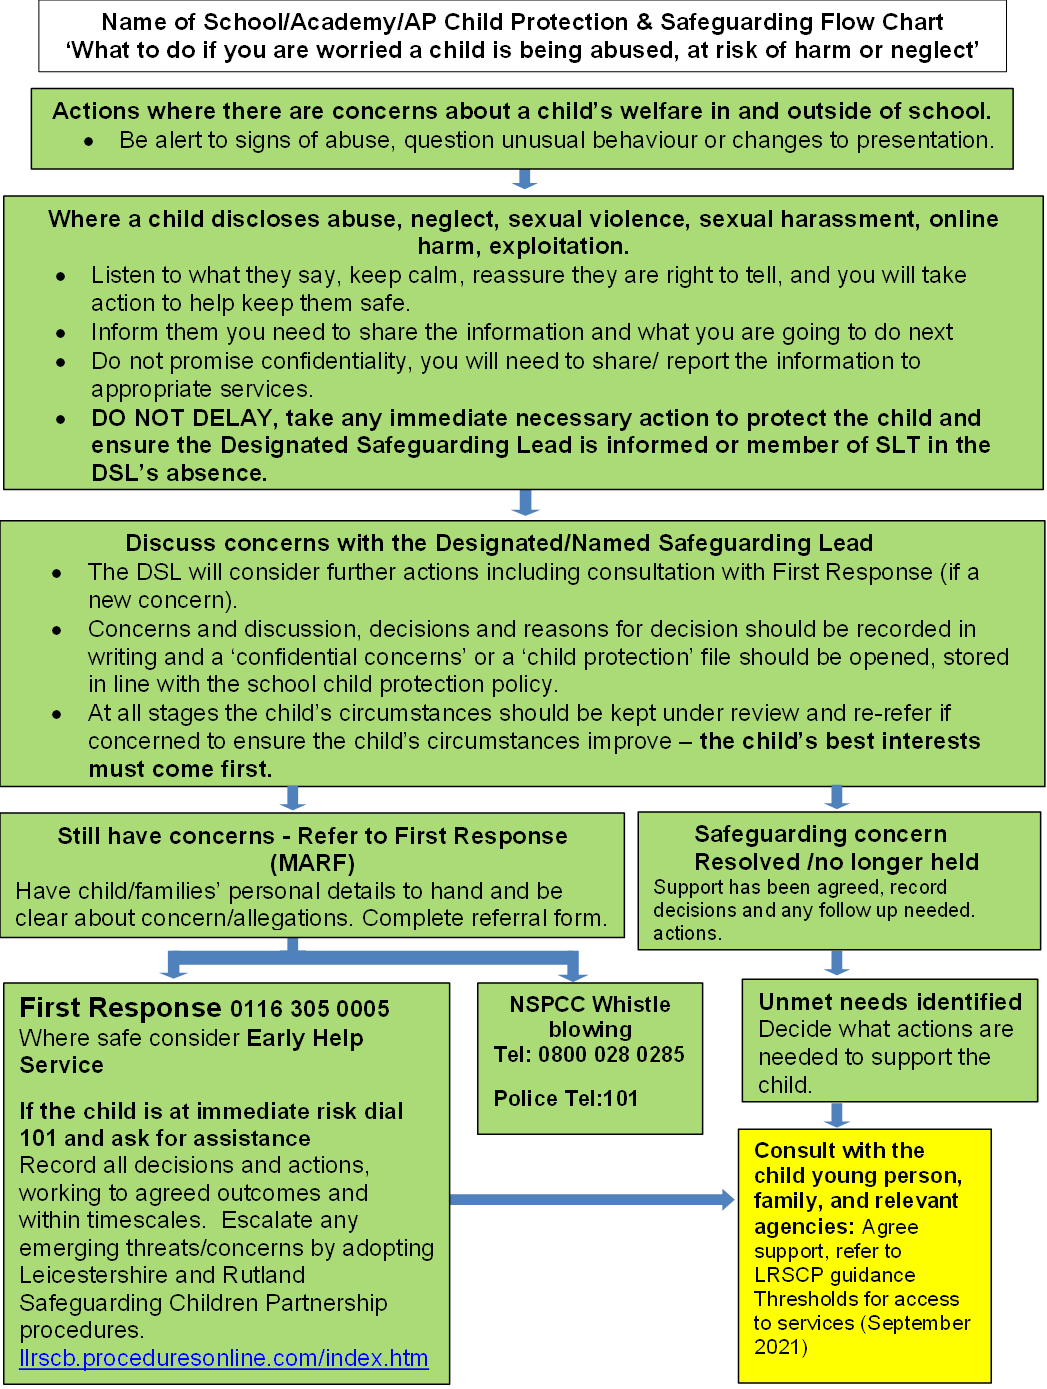 Name of School/Academy/AP Child Protection & Safeguarding Flow Chart
‘What to do if you are worried a child is being abused, at risk of harm or neglect’
Actions where there are concerns about a child’s welfare in and outside of school.
• Be alert to signs of abuse, question unusual behaviour or changes to presentation.
Where a child discloses abuse, neglect, sexual violence, sexual harassment, online
harm, exploitation.
• Listen to what they say, keep calm, reassure they are right to tell, and you will take
action to help keep them safe.
• Inform them you need to share the information and what you are going to do next
• Do not promise confidentiality, you will need to share/ report the information to
appropriate services.
• DO NOT DELAY, take any immediate necessary action to protect the child and
ensure the Designated Safeguarding Lead is informed or member of SLT in the
DSL’s absence.
Discuss concerns with the Designated/Named Safeguarding Lead
• The DSL will consider further actions including consultation with First Response (if a
new concern).
• Concerns and discussion, decisions and reasons for decision should be recorded in
writing and a ‘confidential concerns’ or a ‘child protection’ file should be opened, stored
in line with the school child protection policy.
• At all stages the child’s circumstances should be kept under review and re-refer if
concerned to ensure the child’s circumstances improve – the child’s best interests
must come first.
Still have concerns - Refer to First Response
(MARF)
Have child/families’ personal details to hand and be
clear about concern/allegations. Complete referral form.
Safeguarding concern
Resolved /no longer held
Support has been agreed, record
decisions and any follow up needed.
actions.
First Response 0116 305 0005
Where safe consider Early Help
Service
If the child is at immediate risk dial
101 and ask for assistance
Record all decisions and actions,
working to agreed outcomes and
within timescales. Escalate any
emerging threats/concerns by adopting
Leicestershire and Rutland
Safeguarding Children Partnership
procedures.
llrscb.proceduresonline.com/index.htm
NSPCC Whistle
blowing
Tel: 0800 028 0285
Police Tel:101
Unmet needs identified
Decide what actions are
needed to support the
child.
Consult with the
child young person,
family, and relevant
agencies: Agree
support, refer to
LRSCP guidance
Thresholds for access
to services (September
2021)